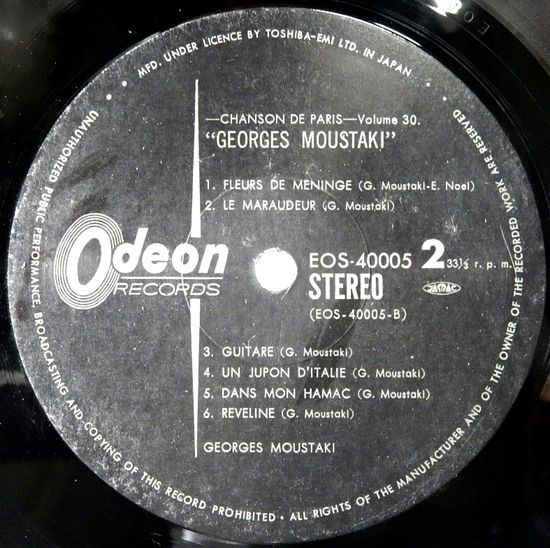 MFD. UNDER LICENCE BY TOSHIBA-EMI LTD. IN JAPAN
—CHANSON DE PARIS—Volume 30.
"GEORGES MOUSTAKI"
1. FLEURS DE MENINGE (G. Moustaki-E. Noel)
2. LE MARAUDEUR (G. Moustaki)
Odeon
RECORDS
EOS-40005 2 33⅓ r. p. m.
STEREO
JASRAC
(EOS-40005-B)
3. GUITARE (G. Moustaki)
4. UN JUPON D'ITALIE (G. Moustaki)
5. DANS MON HAMAC (G. Moustaki)
6. REVELINE (G. Moustaki)
GEORGES MOUSTAKI
UNAUTHORIZED PUBLIC PERFORMANCE, BROADCASTING AND COPYING OF THIS RECORD PROHIBITED • ALL RIGHTS OF THE MANUFACTURER AND OF THE OWNER OF THE RECORDED WORK ARE RESERVED